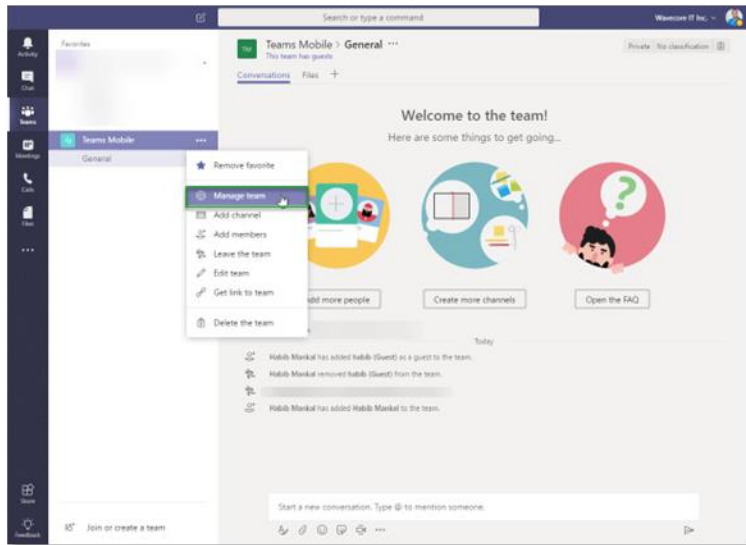 Search or type a command
Wavecore IT Inc.
Activity
Chat
Teams
Meetings
Calls
Files
Store
Feedback
Favorites
Teams Mobile
General
Join or create a team
Remove favorite
Manage team
Add channel
Add members
Leave the team
Edit team
Get link to team
Delete the team
TM
Teams Mobile > General
This team has guests
Private
No classification
Conversations
Files
Welcome to the team!
Here are some things to get going...
dd more people
Create more channels
Open the FAQ
Today
Habib Mankal has added habib (Guest) as a guest to the team.
Habib Mankal removed habib (Guest) from the team.
Habib Mankal has added Habib Mankal to the team.
Start a new conversation. Type @ to mention someone.